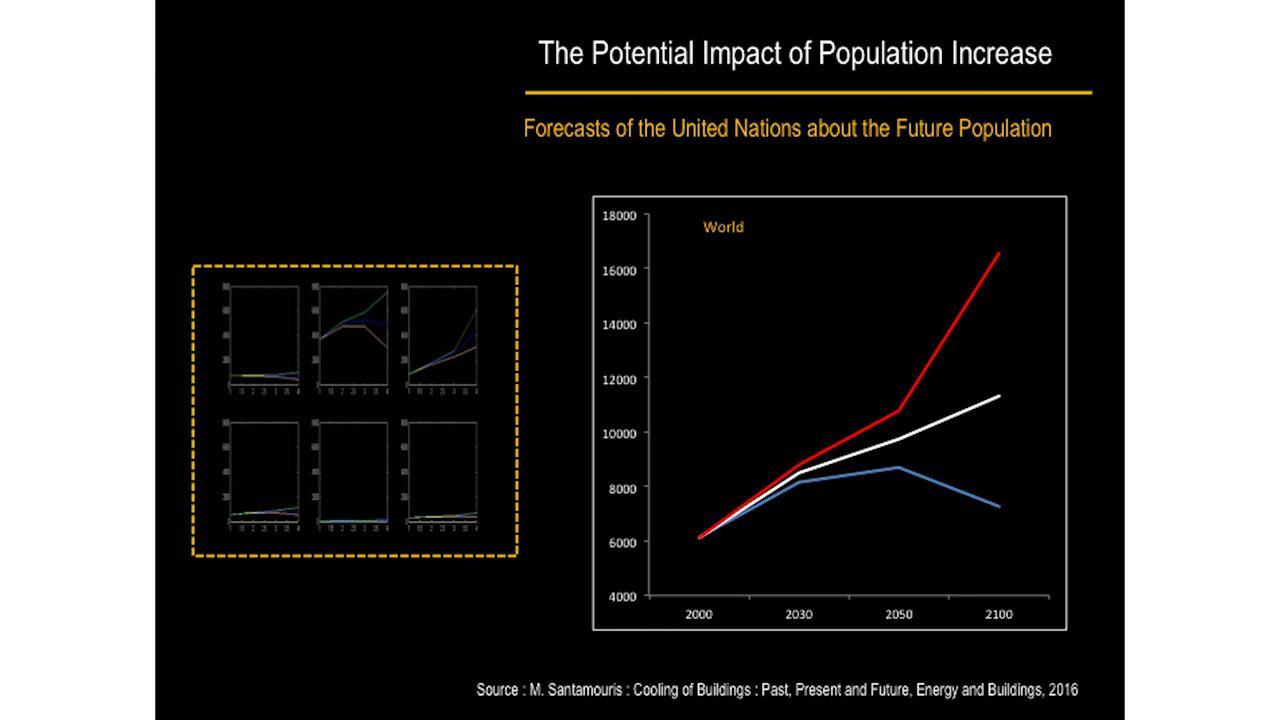 The Potential Impact of Population Increase
Forecasts of the United Nations about the Future Population
World
18000
16000
14000
12000
10000
8000
6000
4000
2000 2030 2050 2100
Source : M. Santamouris : Cooling of Buildings : Past, Present and Future, Energy and Buildings, 2016